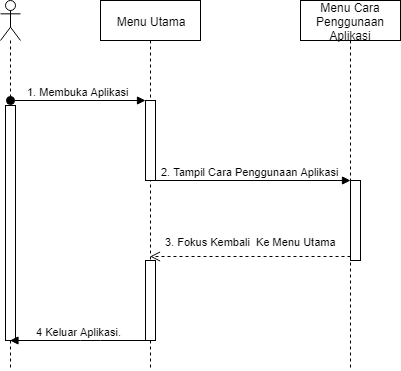 Menu Utama
Menu Cara
Penggunaan
Aplikasi
1. Membuka Aplikasi
2. Tampil Cara Penggunaan Aplikasi
3. Fokus Kembali Ke Menu Utama
4 Keluar Aplikasi.